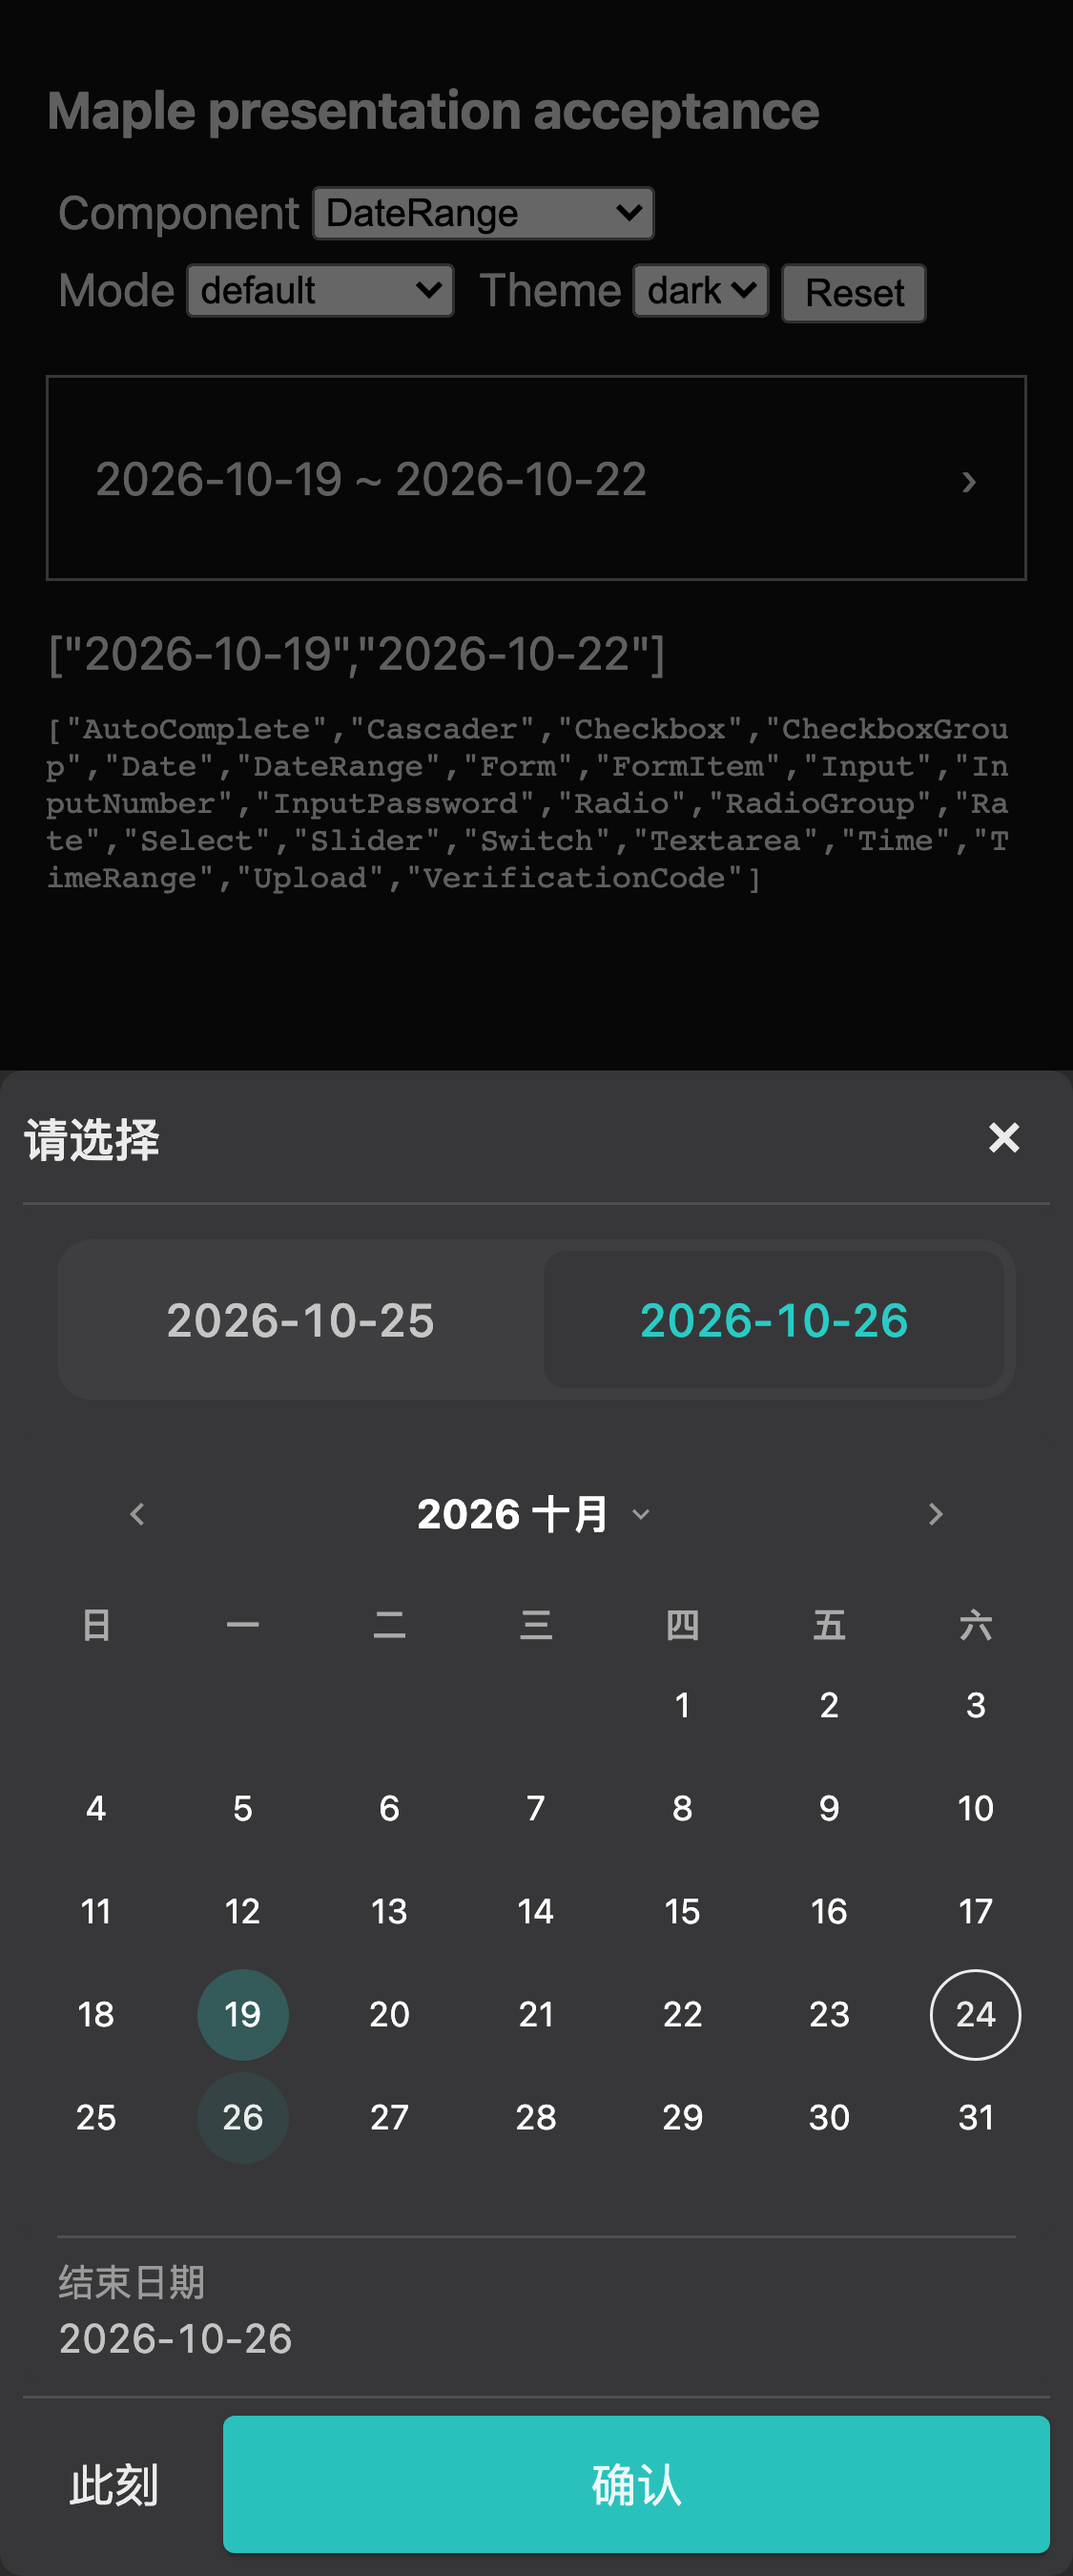 Maple presentation acceptance
Component DateRange
Mode default Theme dark Reset
2026-10-19 ~ 2026-10-22 ›
["2026-10-19","2026-10-22"]
["AutoComplete","Cascader","Checkbox","CheckboxGrou
p","Date","DateRange","Form","FormItem","Input","In
putNumber","InputPassword","Radio","RadioGroup","Ra
te","Select","Slider","Switch","Textarea","Time","T
imeRange","Upload","VerificationCode"]
请选择
2026-10-25 2026-10-26
2026 十月
日 一 二 三 四 五 六
1 2 3
4 5 6 7 8 9 10
11 12 13 14 15 16 17
18 19 20 21 22 23 24
25 26 27 28 29 30 31
结束日期
2026-10-26
此刻 确认